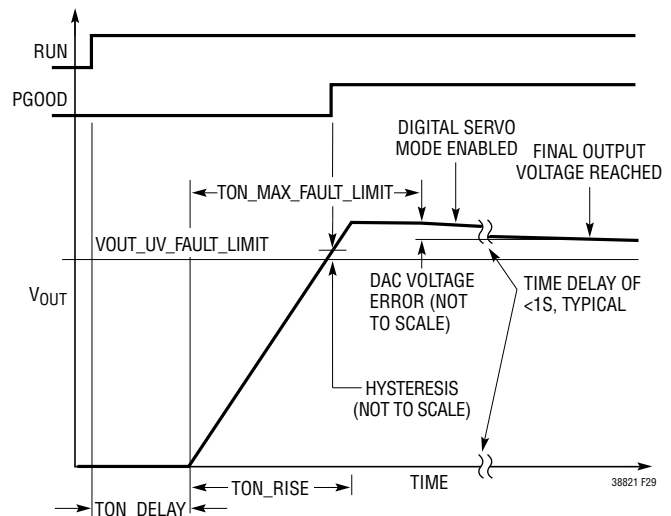 RUN
PGOOD
DIGITAL SERVO
MODE ENABLED
FINAL OUTPUT
VOLTAGE REACHED
TON_MAX_FAULT_LIMIT
VOUT_UV_FAULT_LIMIT
VOUT
DAC VOLTAGE
ERROR (NOT
TO SCALE)
TIME DELAY OF
<1S, TYPICAL
HYSTERESIS
(NOT TO SCALE)
TON_RISE
TIME
38821 F29
TON_DELAY